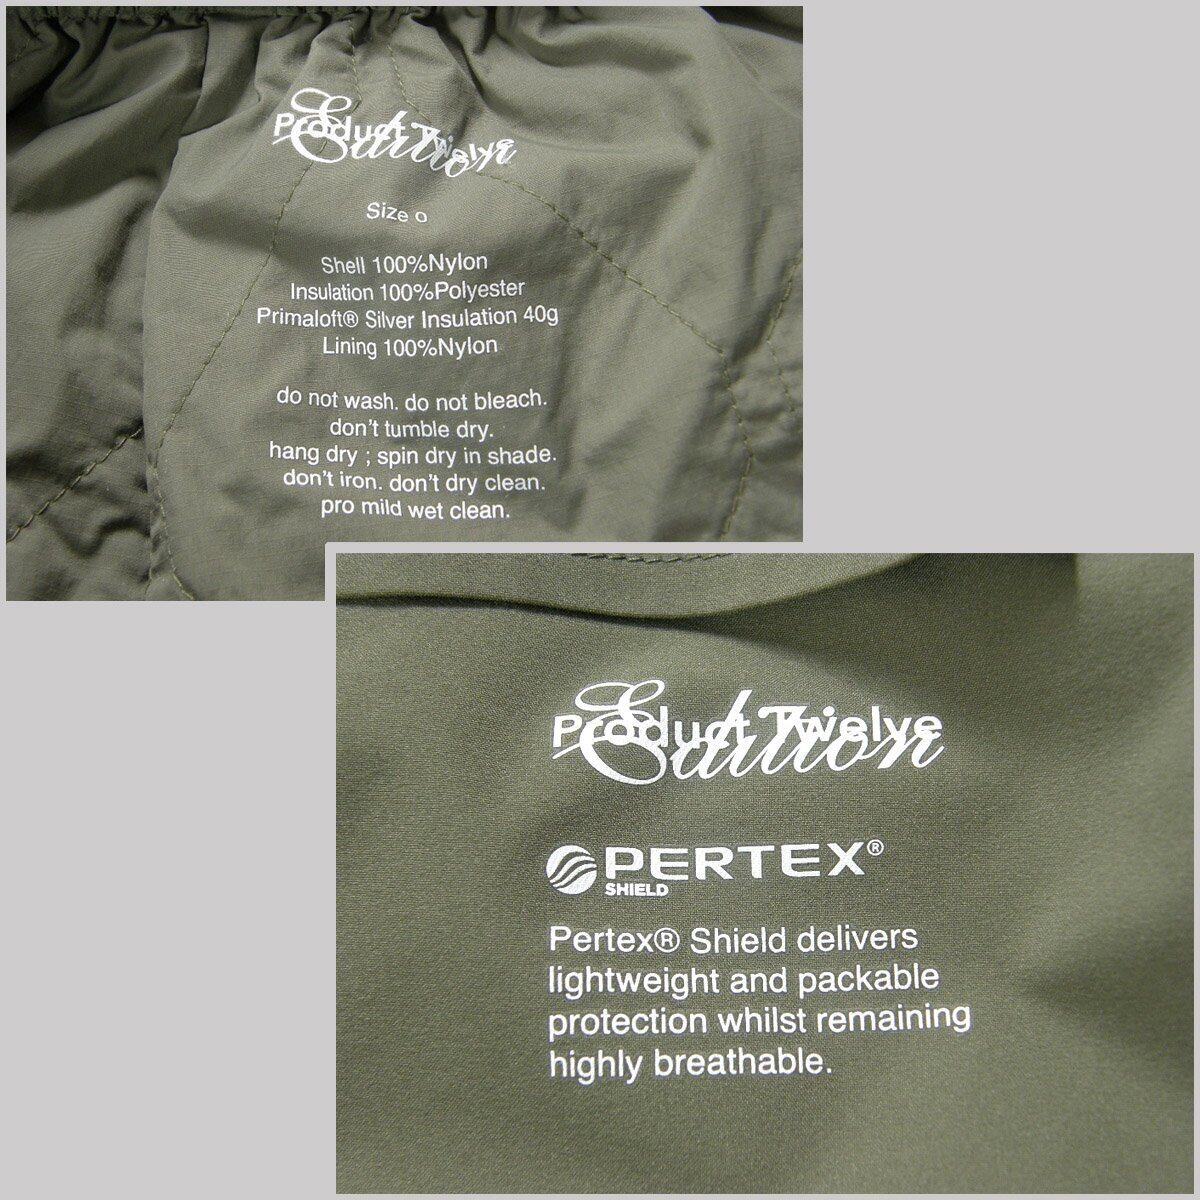 Product Twelve
Edition
Size 0
Shell 100%Nylon
Insulation 100%Polyester
Primaloft® Silver Insulation 40g
Lining 100%Nylon
do not wash. do not bleach.
don't tumble dry.
hang dry ; spin dry in shade.
don't iron. don't dry clean.
pro mild wet clean.
Product Twelve
Edition
PERTEX®
SHIELD
Pertex® Shield delivers
lightweight and packable
protection whilst remaining
highly breathable.